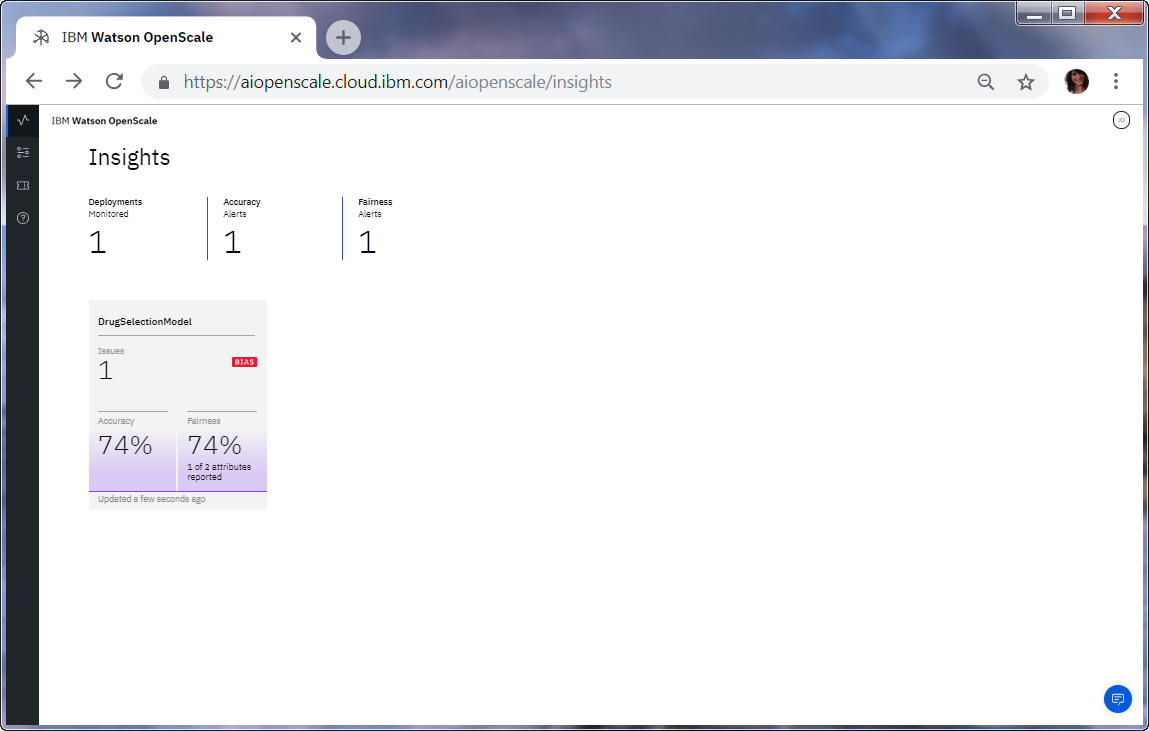 IBM Watson OpenScale
https://aiopenscale.cloud.ibm.com/aiopenscale/insights
IBM Watson OpenScale
JD
Insights
Deployments
Monitored
1
Accuracy
Alerts
1
Fairness
Alerts
1
DrugSelectionModel
Issues
1
BIAS
Accuracy
74%
Fairness
74%
1 of 2 attributes
reported
Updated a few seconds ago